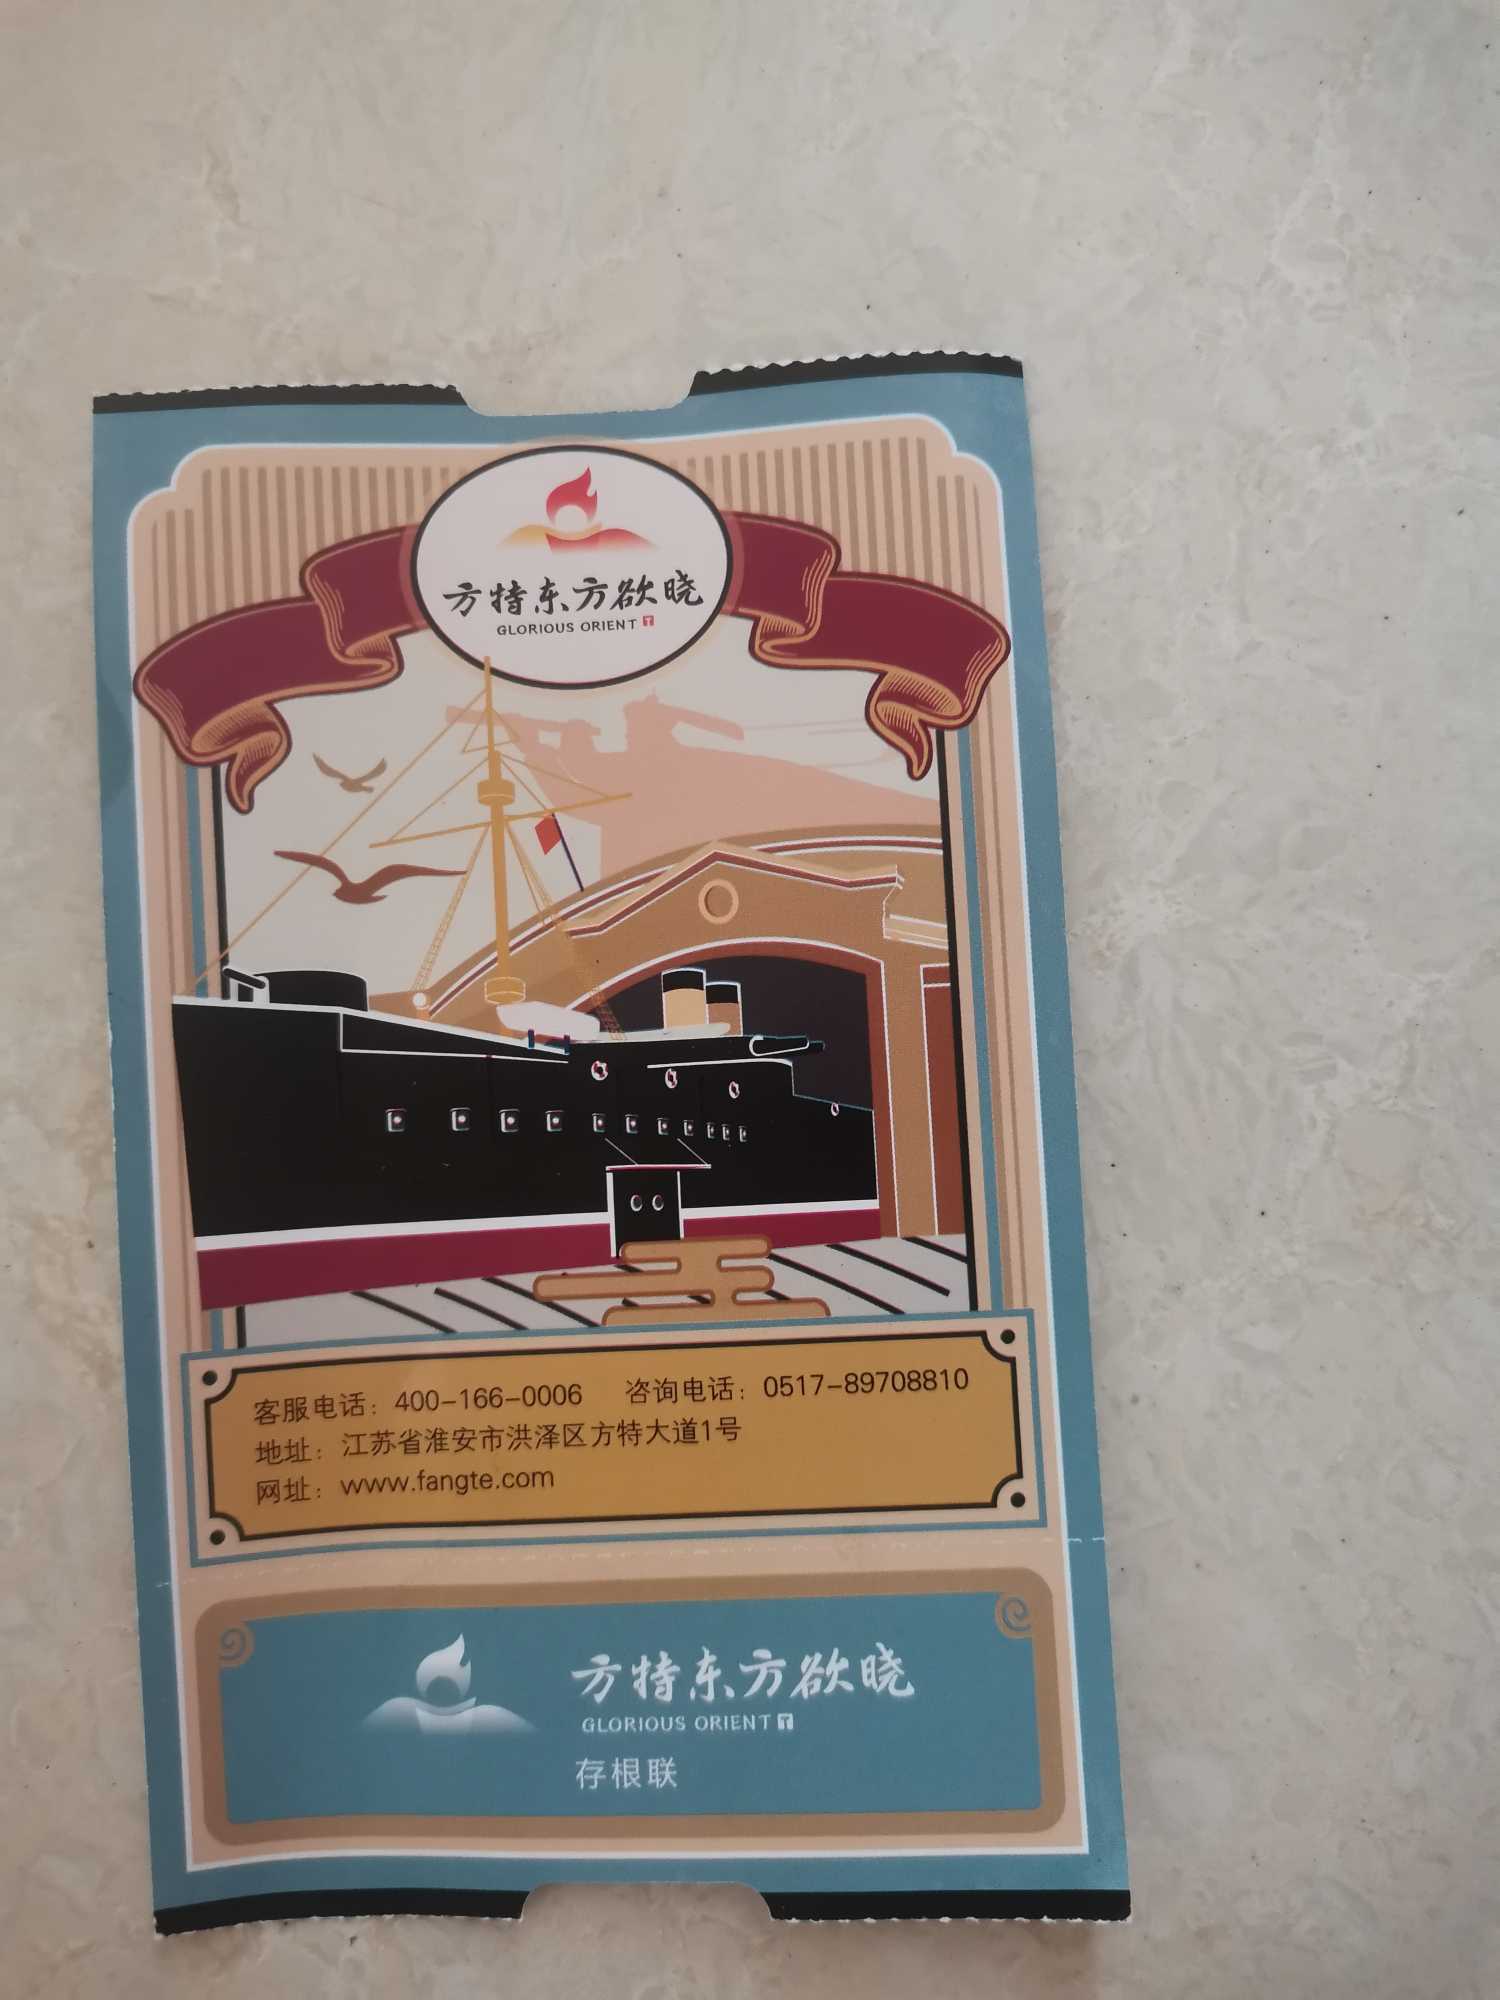 方特东方欲晓
GLORIOUS ORIENT T
客服电话：400-166-0006 咨询电话：0517-89708810
地址：江苏省淮安市洪泽区方特大道1号
网址：www.fangte.com
方特东方欲晓
GLORIOUS ORIENT T
存根联